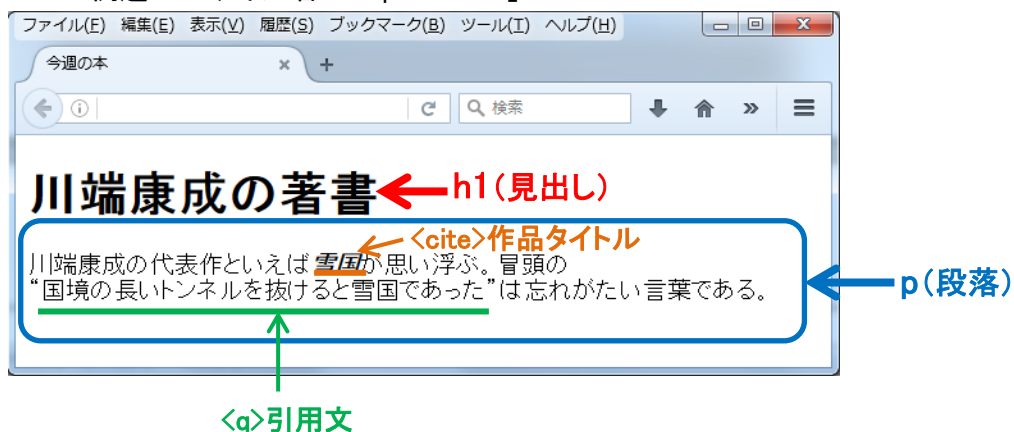 ファイル(F) 編集(E) 表示(V) 履歴(S) ブックマーク(B) ツール(T) ヘルプ(H)
今週の本
検索
川端康成の著書 h1(見出し)
<cite>作品タイトル
川端康成の代表作といえば雪国が思い浮ぶ。冒頭の
“国境の長いトンネルを抜けると雪国であった”は忘れがたい言葉である。
p(段落)
<q>引用文